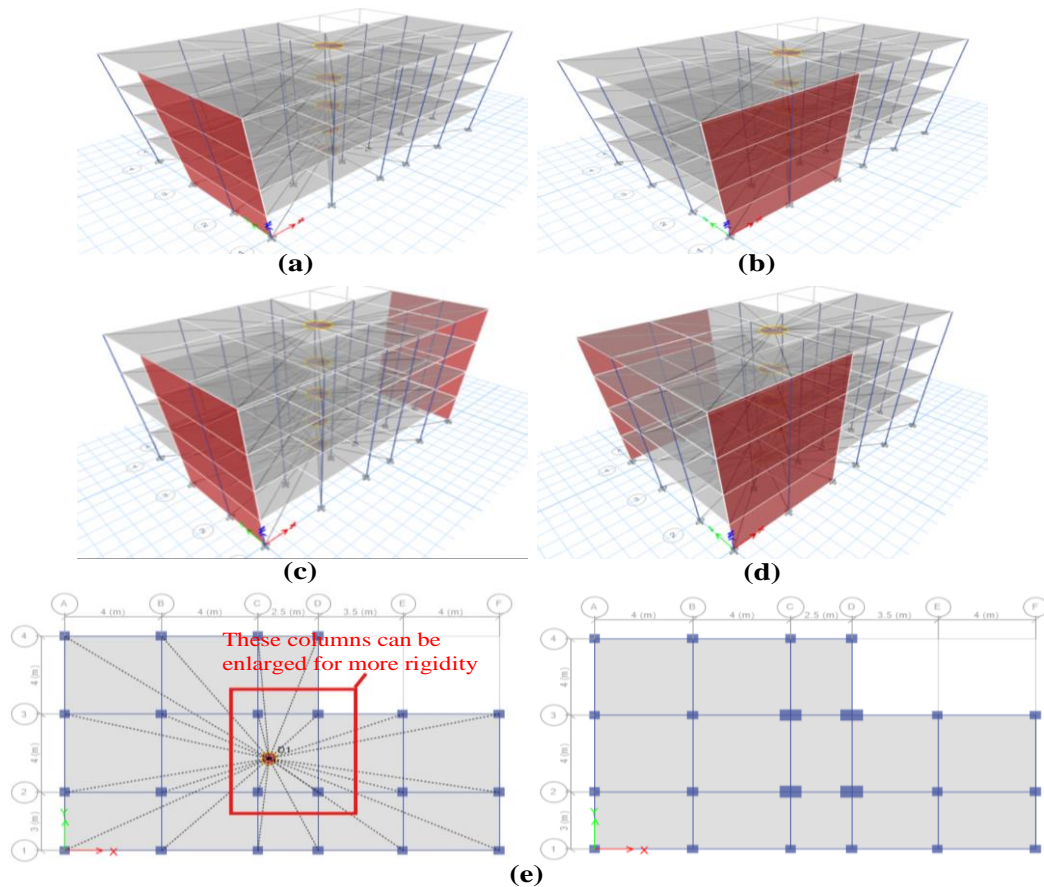 (a)
(b)
(c)
(d)
A B C D E F
4 (m) 4 (m) 2.5 (m) 3.5 (m) 4 (m)
These columns can be
enlarged for more rigidity
4
4 (m)
3
4 (m)
2
3 (m)
1
D1
Y
X
A B C D E F
4 (m) 4 (m) 2.5 (m) 3.5 (m) 4 (m)
4
4 (m)
3
4 (m)
2
3 (m)
1
Y
X
(e)